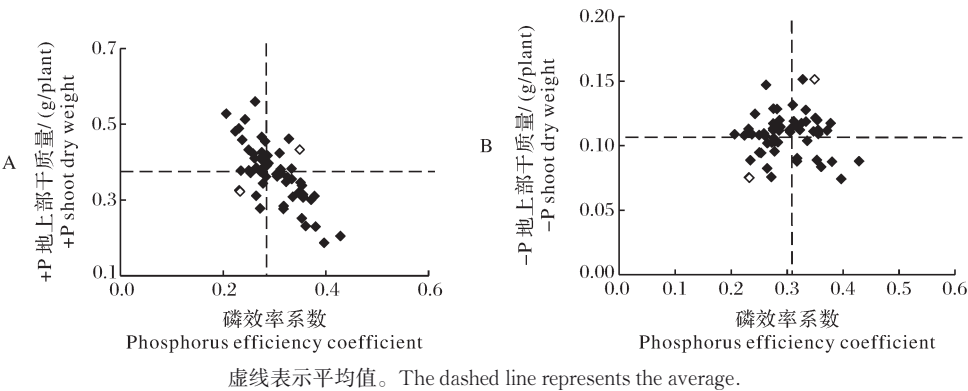 A
+P 地上部干质量/ (g/plant)
+P shoot dry weight
0.7
0.5
0.3
0.1
0.0 0.2 0.4 0.6
磷效率系数
Phosphorus efficiency coefficient
B
−P 地上部干质量/ (g/plant)
−P shoot dry weight
0.20
0.15
0.10
0.05
0.00
0.0 0.1 0.2 0.3 0.4 0.5 0.6
磷效率系数
Phosphorus efficiency coefficient
虚线表示平均值。The dashed line represents the average.